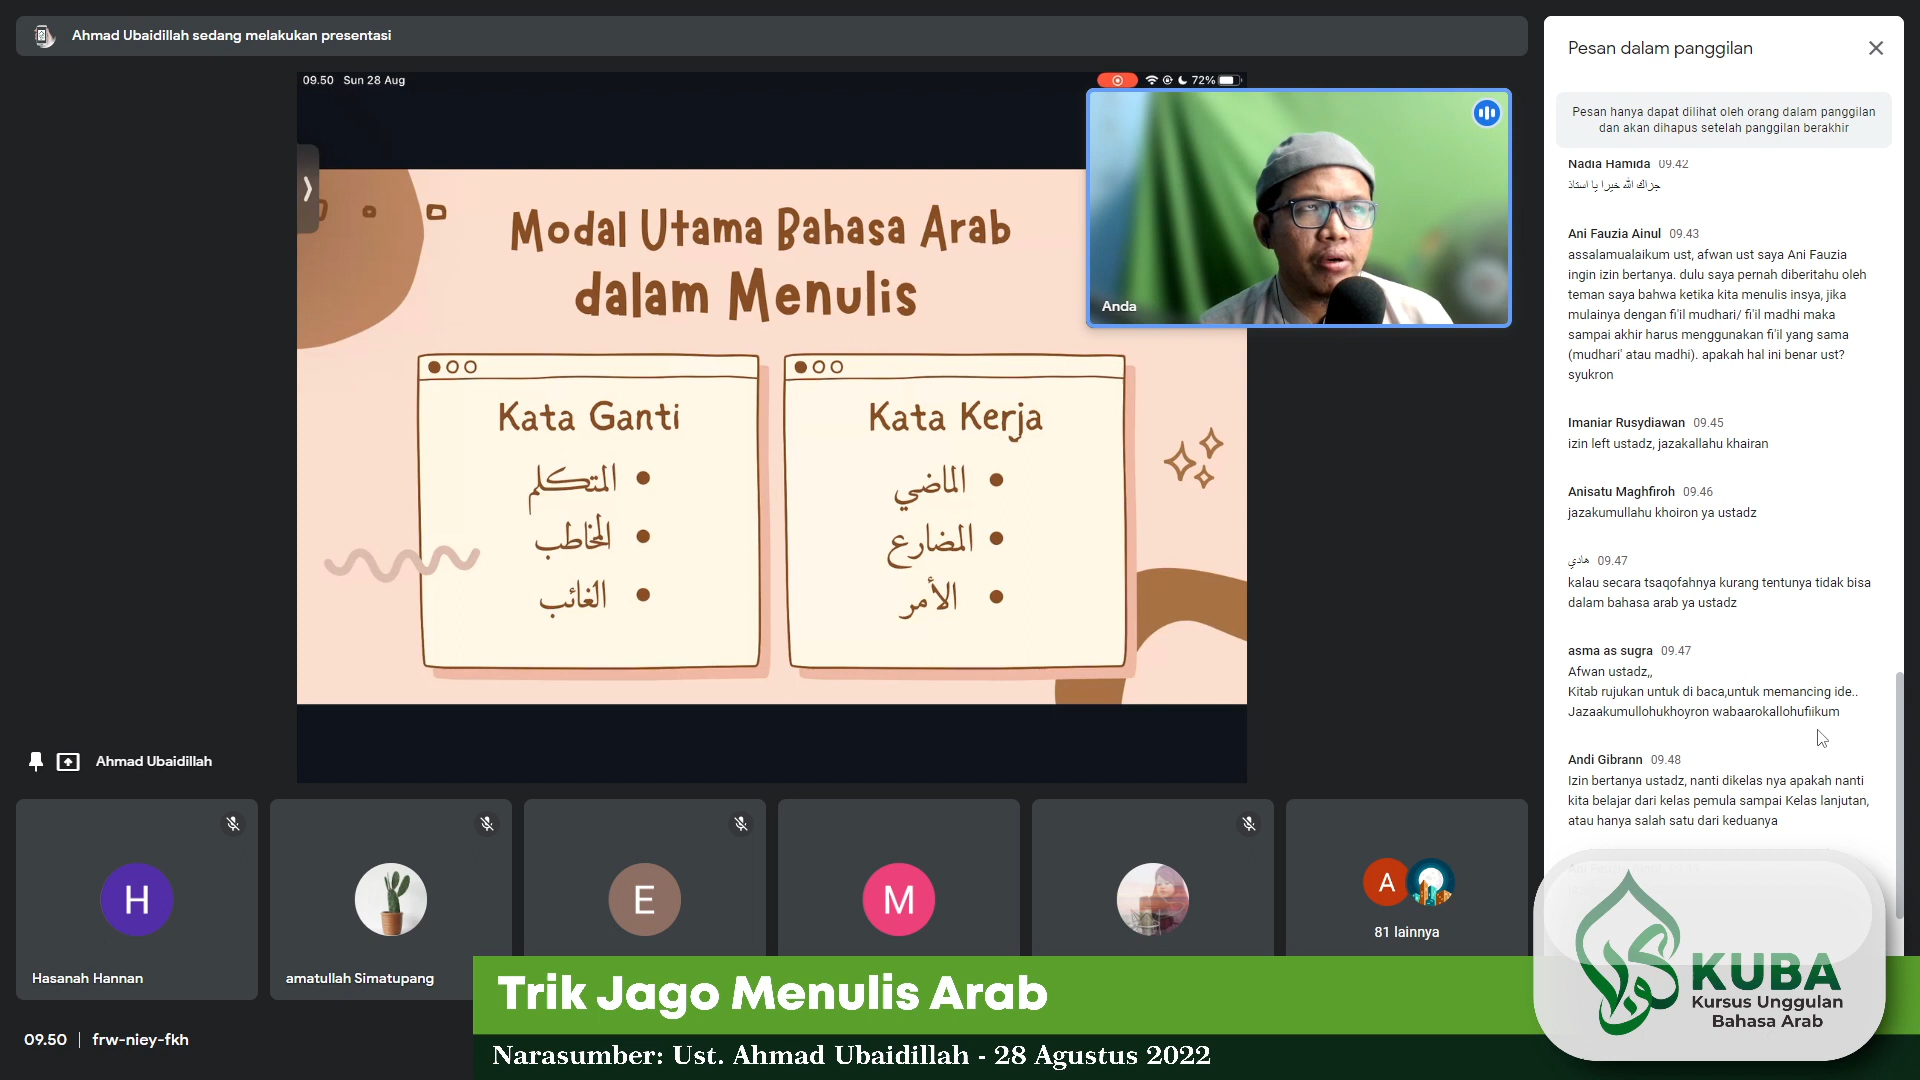 Ahmad Ubaidillah sedang melakukan presentasi
09.50 Sun 28 Aug
72%
Modal Utama Bahasa Arab
dalam Menulis
Kata Ganti
المتكلم
المخاطب
الغائب
Kata Kerja
الماضي
المضارع
الأمر
Anda
Ahmad Ubaidillah
H
Hasanah Hannan
amatullah Simatupang
E
M
A
81 lainnya
09.50 | frw-niey-fkh
Pesan dalam panggilan
Pesan hanya dapat dilihat oleh orang dalam panggilan
dan akan dihapus setelah panggilan berakhir
Nadia Hamida 09.42
جزاك الله خيرا يا استاذ
Ani Fauzia Ainul 09.43
assalamualaikum ust, afwan ust saya Ani Fauzia
ingin izin bertanya. dulu saya pernah diberitahu oleh
teman saya bahwa ketika kita menulis insya, jika
mulainya dengan fi'il mudhari/ fi'il madhi maka
sampai akhir harus menggunakan fi'il yang sama
(mudhari' atau madhi). apakah hal ini benar ust?
syukron
Imaniar Rusydiawan 09.45
izin left ustadz, jazakallahu khairan
Anisatu Maghfiroh 09.46
jazakumullahu khoiron ya ustadz
هادي 09.47
kalau secara tsaqofahnya kurang tentunya tidak bisa
dalam bahasa arab ya ustadz
asma as sugra 09.47
Afwan ustadz,,
Kitab rujukan untuk di baca,untuk memancing ide..
Jazaakumullohukhoyron wabaarokallohufiikum
Andi Gibrann 09.48
Izin bertanya ustadz, nanti dikelas nya apakah nanti
kita belajar dari kelas pemula sampai Kelas lanjutan,
atau hanya salah satu dari keduanya
Trik Jago Menulis Arab
Narasumber: Ust. Ahmad Ubaidillah - 28 Agustus 2022
KUBA
Kursus Unggulan
Bahasa Arab